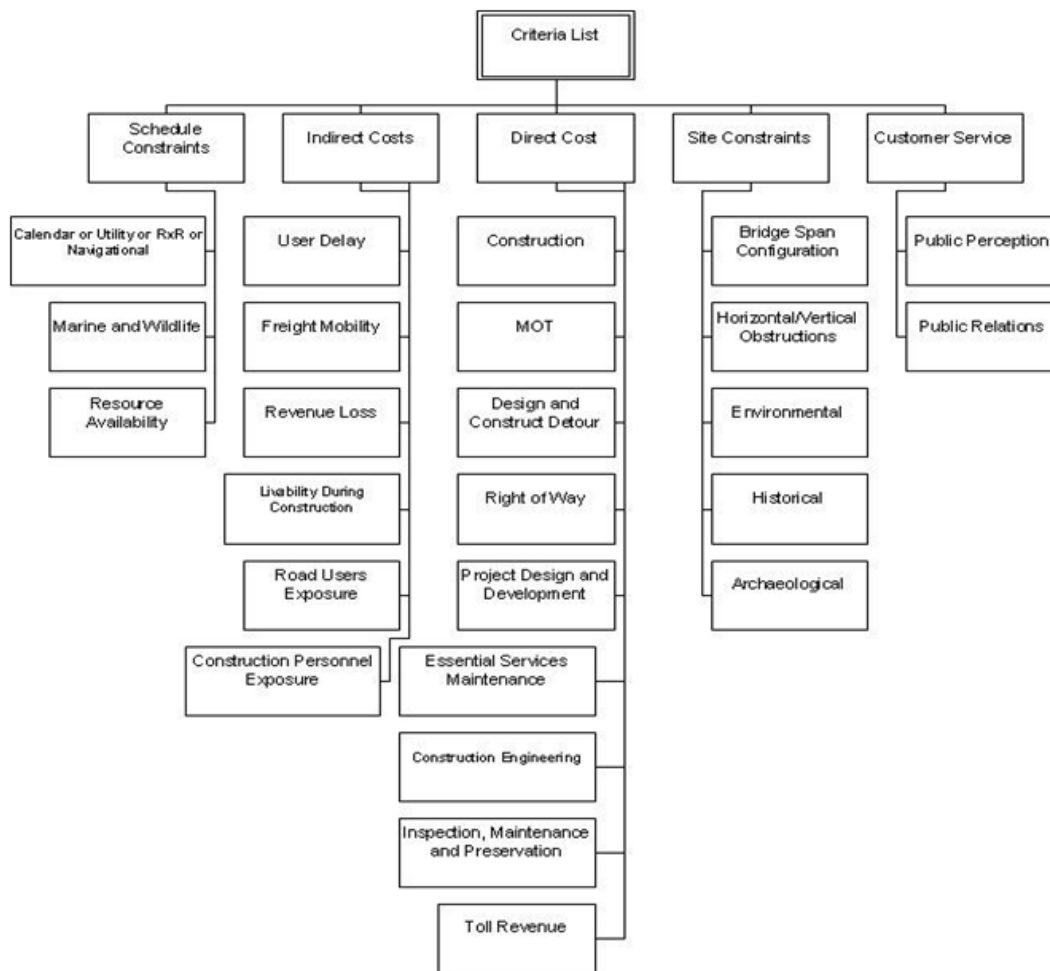 Criteria List
Schedule
Constraints
Indirect Costs
Direct Cost
Site Constraints
Customer Service
Calendar or Utility or RxR or
Navigational
Marine and Wildlife
Resource
Availability
User Delay
Freight Mobility
Revenue Loss
Livability During
Construction
Road Users
Exposure
Construction Personnel
Exposure
Construction
MOT
Design and
Construct Detour
Right of Way
Project Design and
Development
Essential Services
Maintenance
Construction Engineering
Inspection, Maintenance
and Preservation
Toll Revenue
Bridge Span
Configuration
Horizontal/Vertical
Obstructions
Environmental
Historical
Archaeological
Public Perception
Public Relations